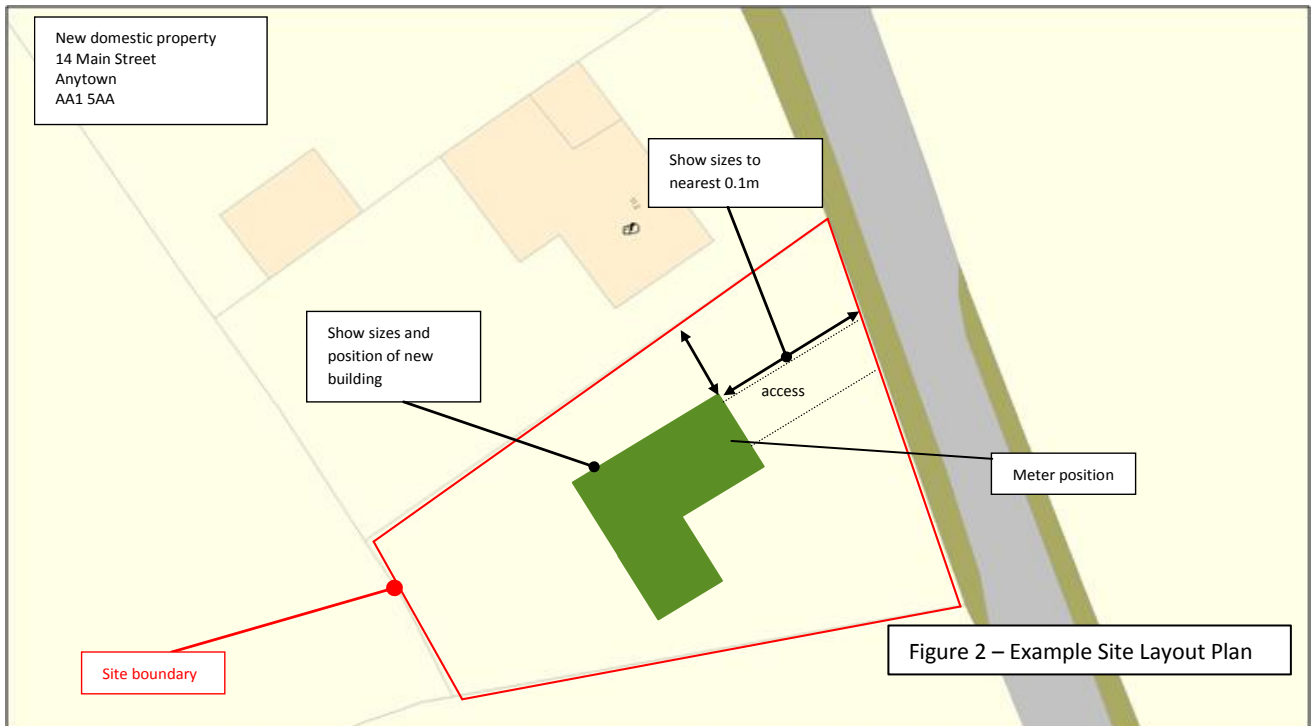 New domestic property
14 Main Street
Anytown
AA1 5AA
Show sizes to
nearest 0.1m
Show sizes and
position of new
building
access
Meter position
Site boundary
Figure 2 – Example Site Layout Plan